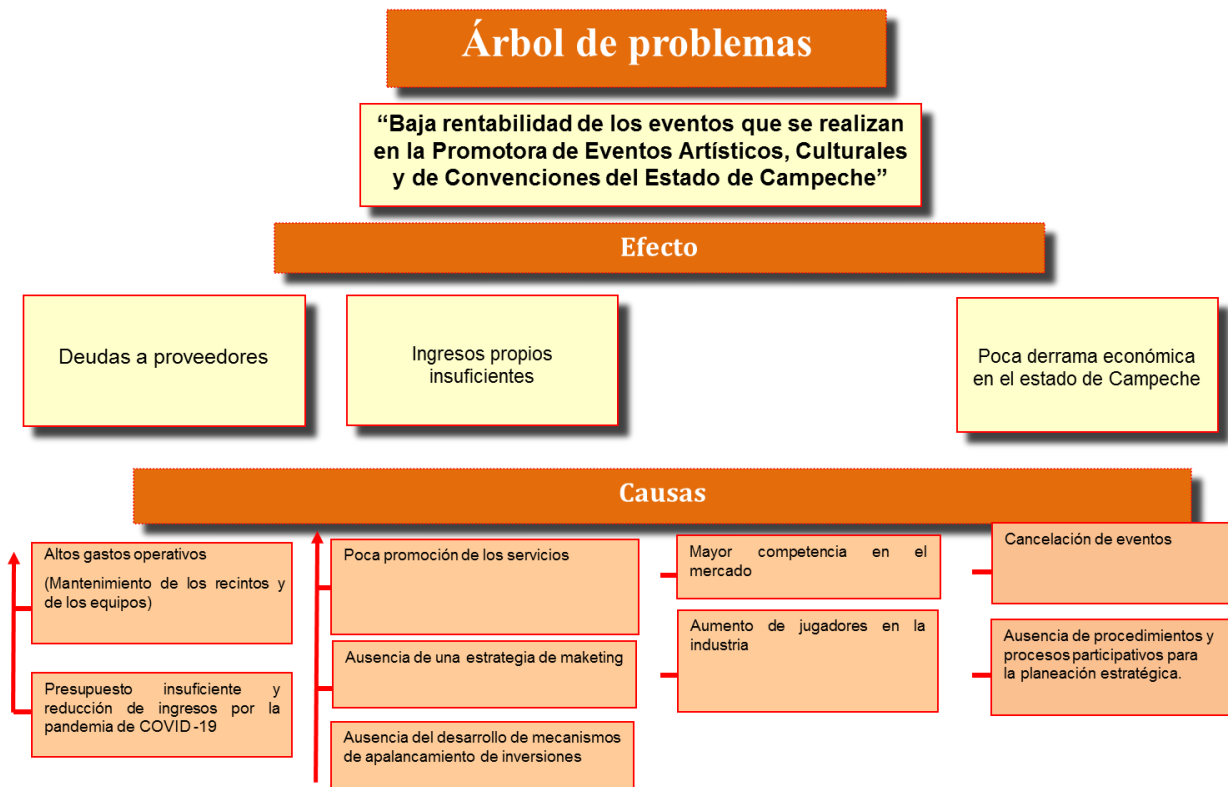 Árbol de problemas
“Baja rentabilidad de los eventos que se realizan
en la Promotora de Eventos Artísticos, Culturales
y de Convenciones del Estado de Campeche”
Efecto
Deudas a proveedores
Ingresos propios
insuficientes
Poca derrama económica
en el estado de Campeche
Causas
Altos gastos operativos
(Mantenimiento de los recintos y
de los equipos)
Presupuesto insuficiente y
reducción de ingresos por la
pandemia de COVID-19
Poca promoción de los servicios
Ausencia de una estrategia de maketing
Ausencia del desarrollo de mecanismos
de apalancamiento de inversiones
Mayor competencia en el
mercado
Aumento de jugadores en la
industria
Cancelación de eventos
Ausencia de procedimientos y
procesos participativos para
la planeación estratégica.